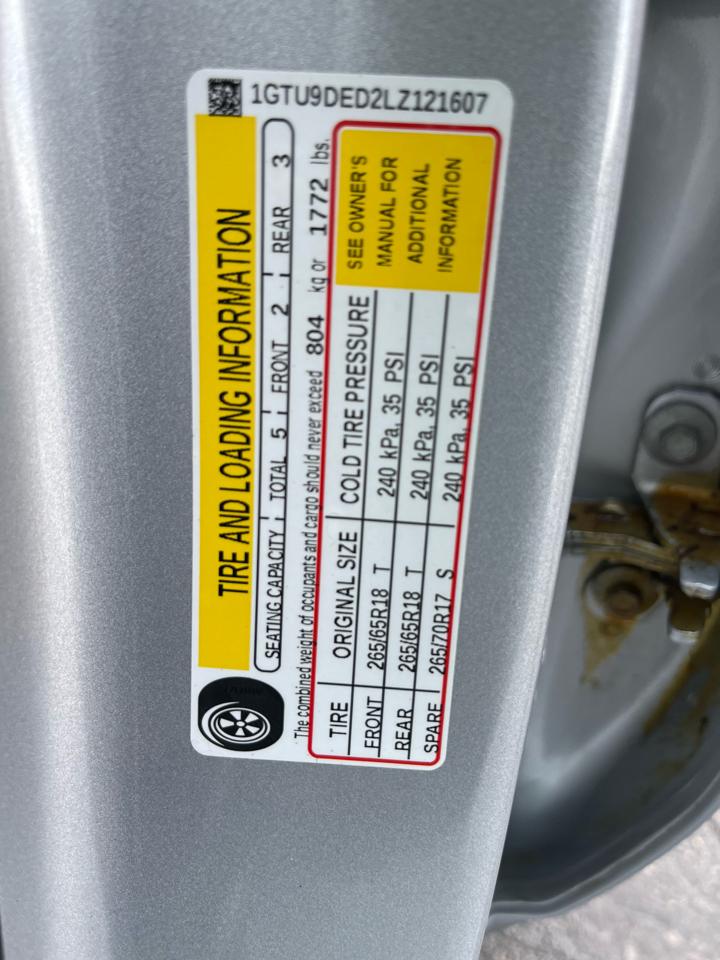 1GTU9DED2LZ121607
TIRE AND LOADING INFORMATION
SEATING CAPACITY TOTAL 5 FRONT 2 REAR 3
The combined weight of occupants and cargo should never exceed 804 kg or 1772 lbs.
TIRE ORIGINAL SIZE COLD TIRE PRESSURE
FRONT 265/65R18 T 240 kPa, 35 PSI
REAR 265/65R18 T 240 kPa, 35 PSI
SPARE 265/70R17 S 240 kPa, 35 PSI
SEE OWNER'S
MANUAL FOR
ADDITIONAL
INFORMATION